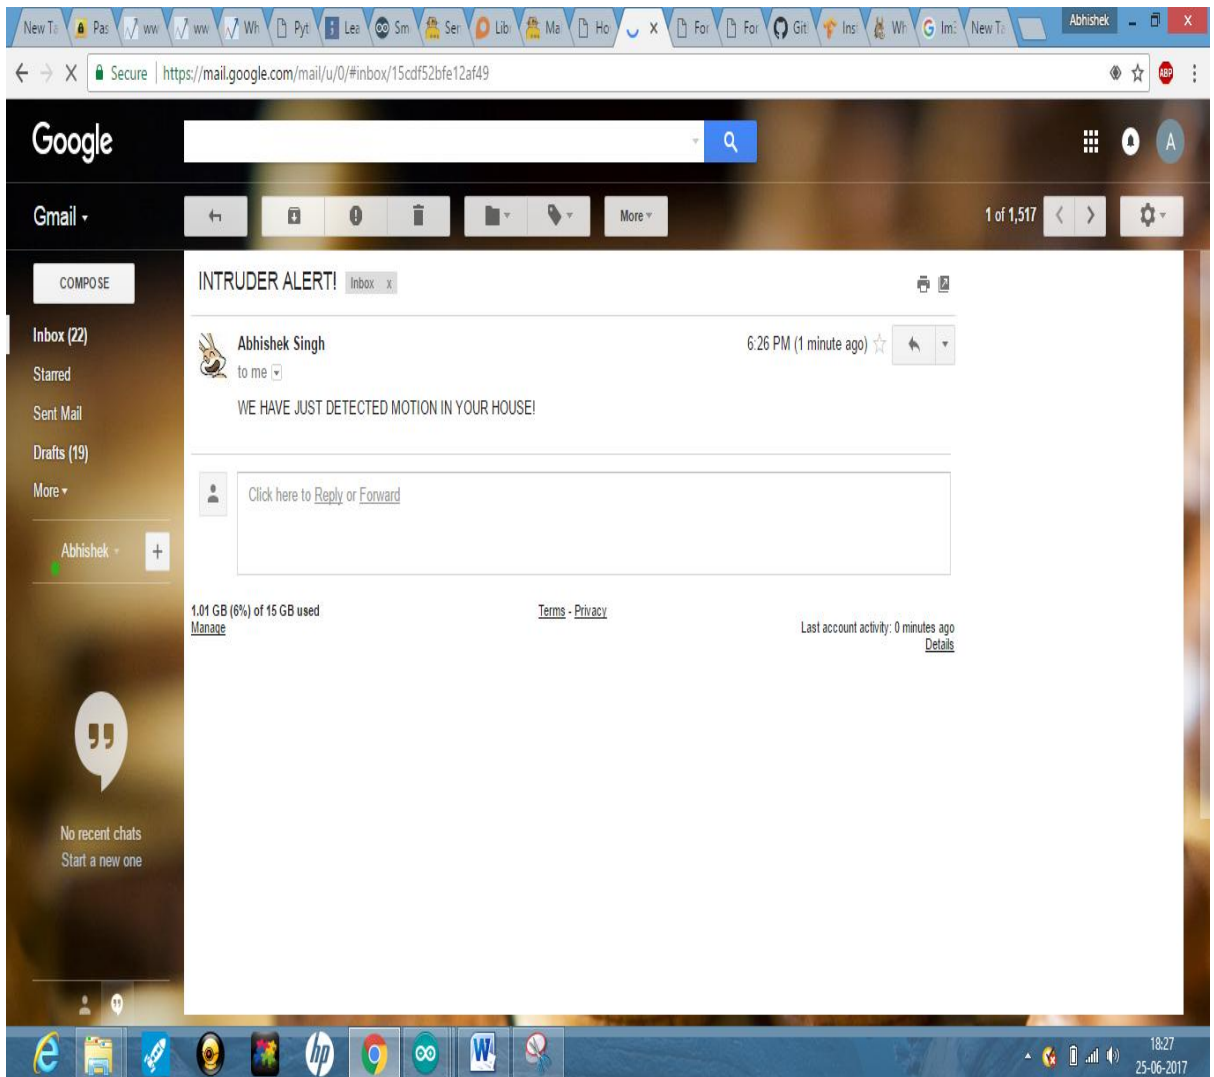 New Ta Pas ww ww Wh Pyt Lea Sm Ser Lib Ma Ho For For Git Ins Wh Im New Ta Abhishek
Secure https://mail.google.com/mail/u/0/#inbox/15cdf52bfe12af49 ABP
Google A
Gmail More 1 of 1,517
COMPOSE
INTRUDER ALERT! Inbox x
Inbox (22)
Starred
Sent Mail
Drafts (19)
More
Abhishek
Abhishek Singh 6:26 PM (1 minute ago)
to me
WE HAVE JUST DETECTED MOTION IN YOUR HOUSE!
Click here to Reply or Forward
1.01 GB (6%) of 15 GB used
Manage
Terms - Privacy
Last account activity: 0 minutes ago
Details
No recent chats
Start a new one
hp W
18:27
25-06-2017